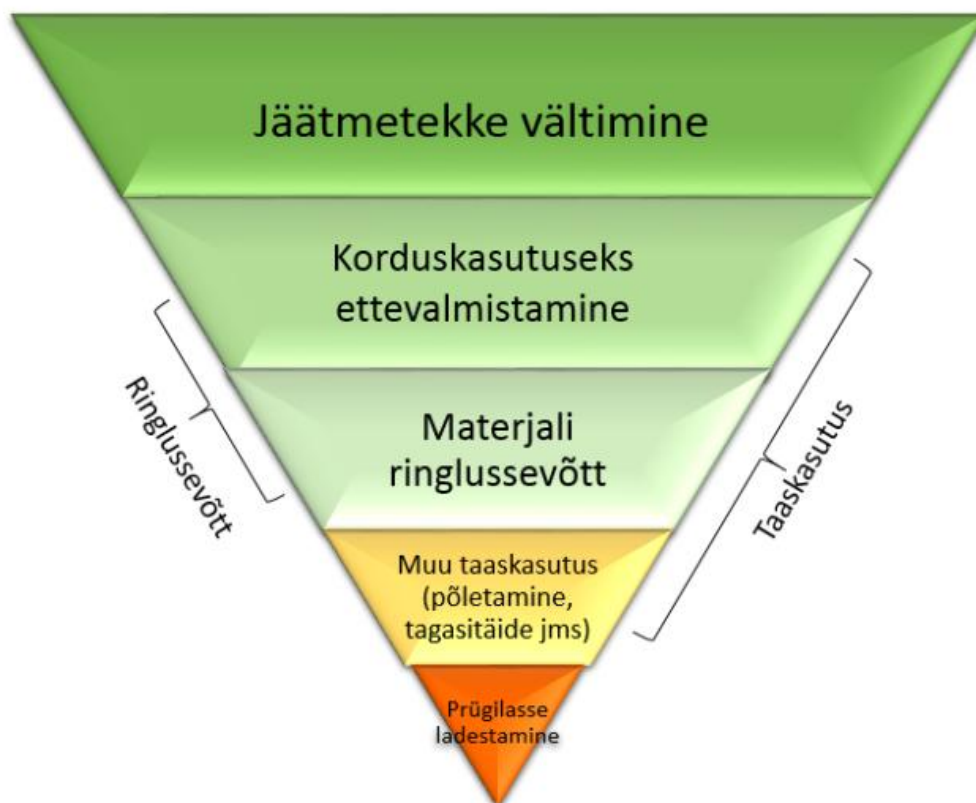 Jäätmetekke vältimine
Korduskasutuseks
ettevalmistamine
Ringlussevõtt
Materjali
ringlussevõtt
Taaskasutus
Muu taaskasutus
(põletamine,
tagasitäide jms)
Prügilasse
ladestamine